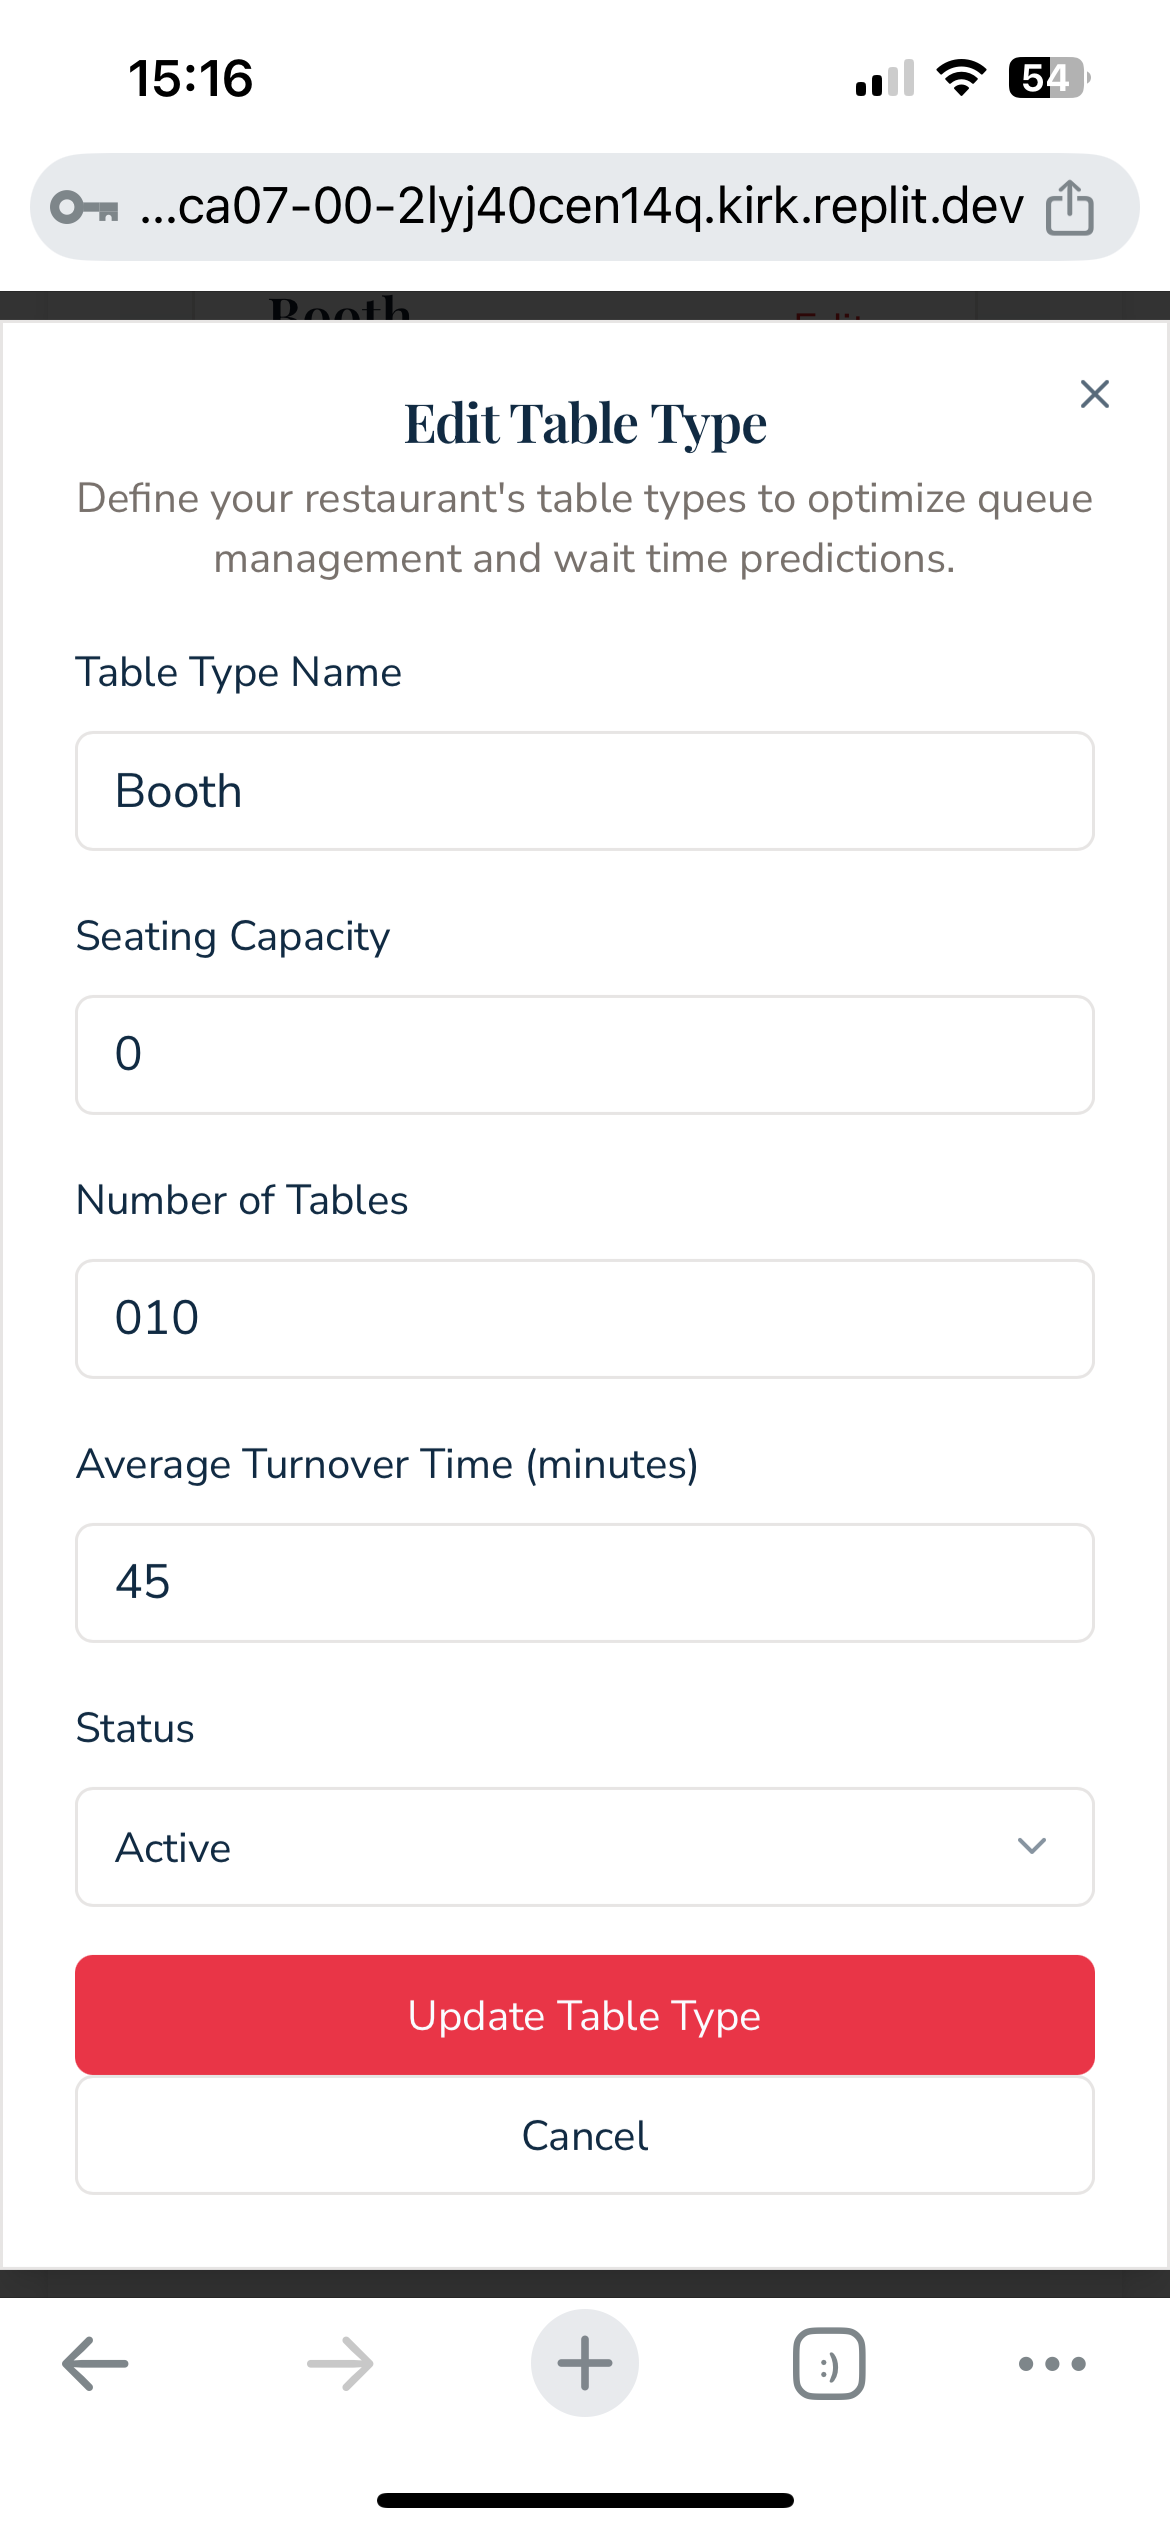 15:16
54
...ca07-00-2lyj40cen14q.kirk.replit.dev
Booth
Edit
Edit Table Type
Define your restaurant's table types to optimize queue
management and wait time predictions.
Table Type Name
Booth
Seating Capacity
0
Number of Tables
010
Average Turnover Time (minutes)
45
Status
Active
Update Table Type
Cancel
:)